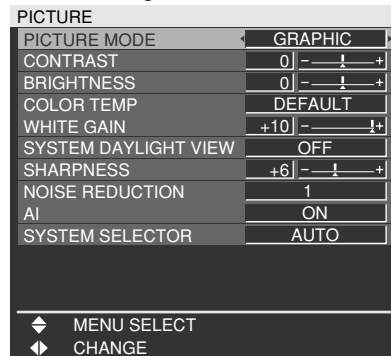 PICTURE
PICTURE MODE GRAPHIC
CONTRAST 0 - +
BRIGHTNESS 0 - +
COLOR TEMP DEFAULT
WHITE GAIN +10 - +
SYSTEM DAYLIGHT VIEW OFF
SHARPNESS +6 - +
NOISE REDUCTION 1
AI ON
SYSTEM SELECTOR AUTO
MENU SELECT
CHANGE